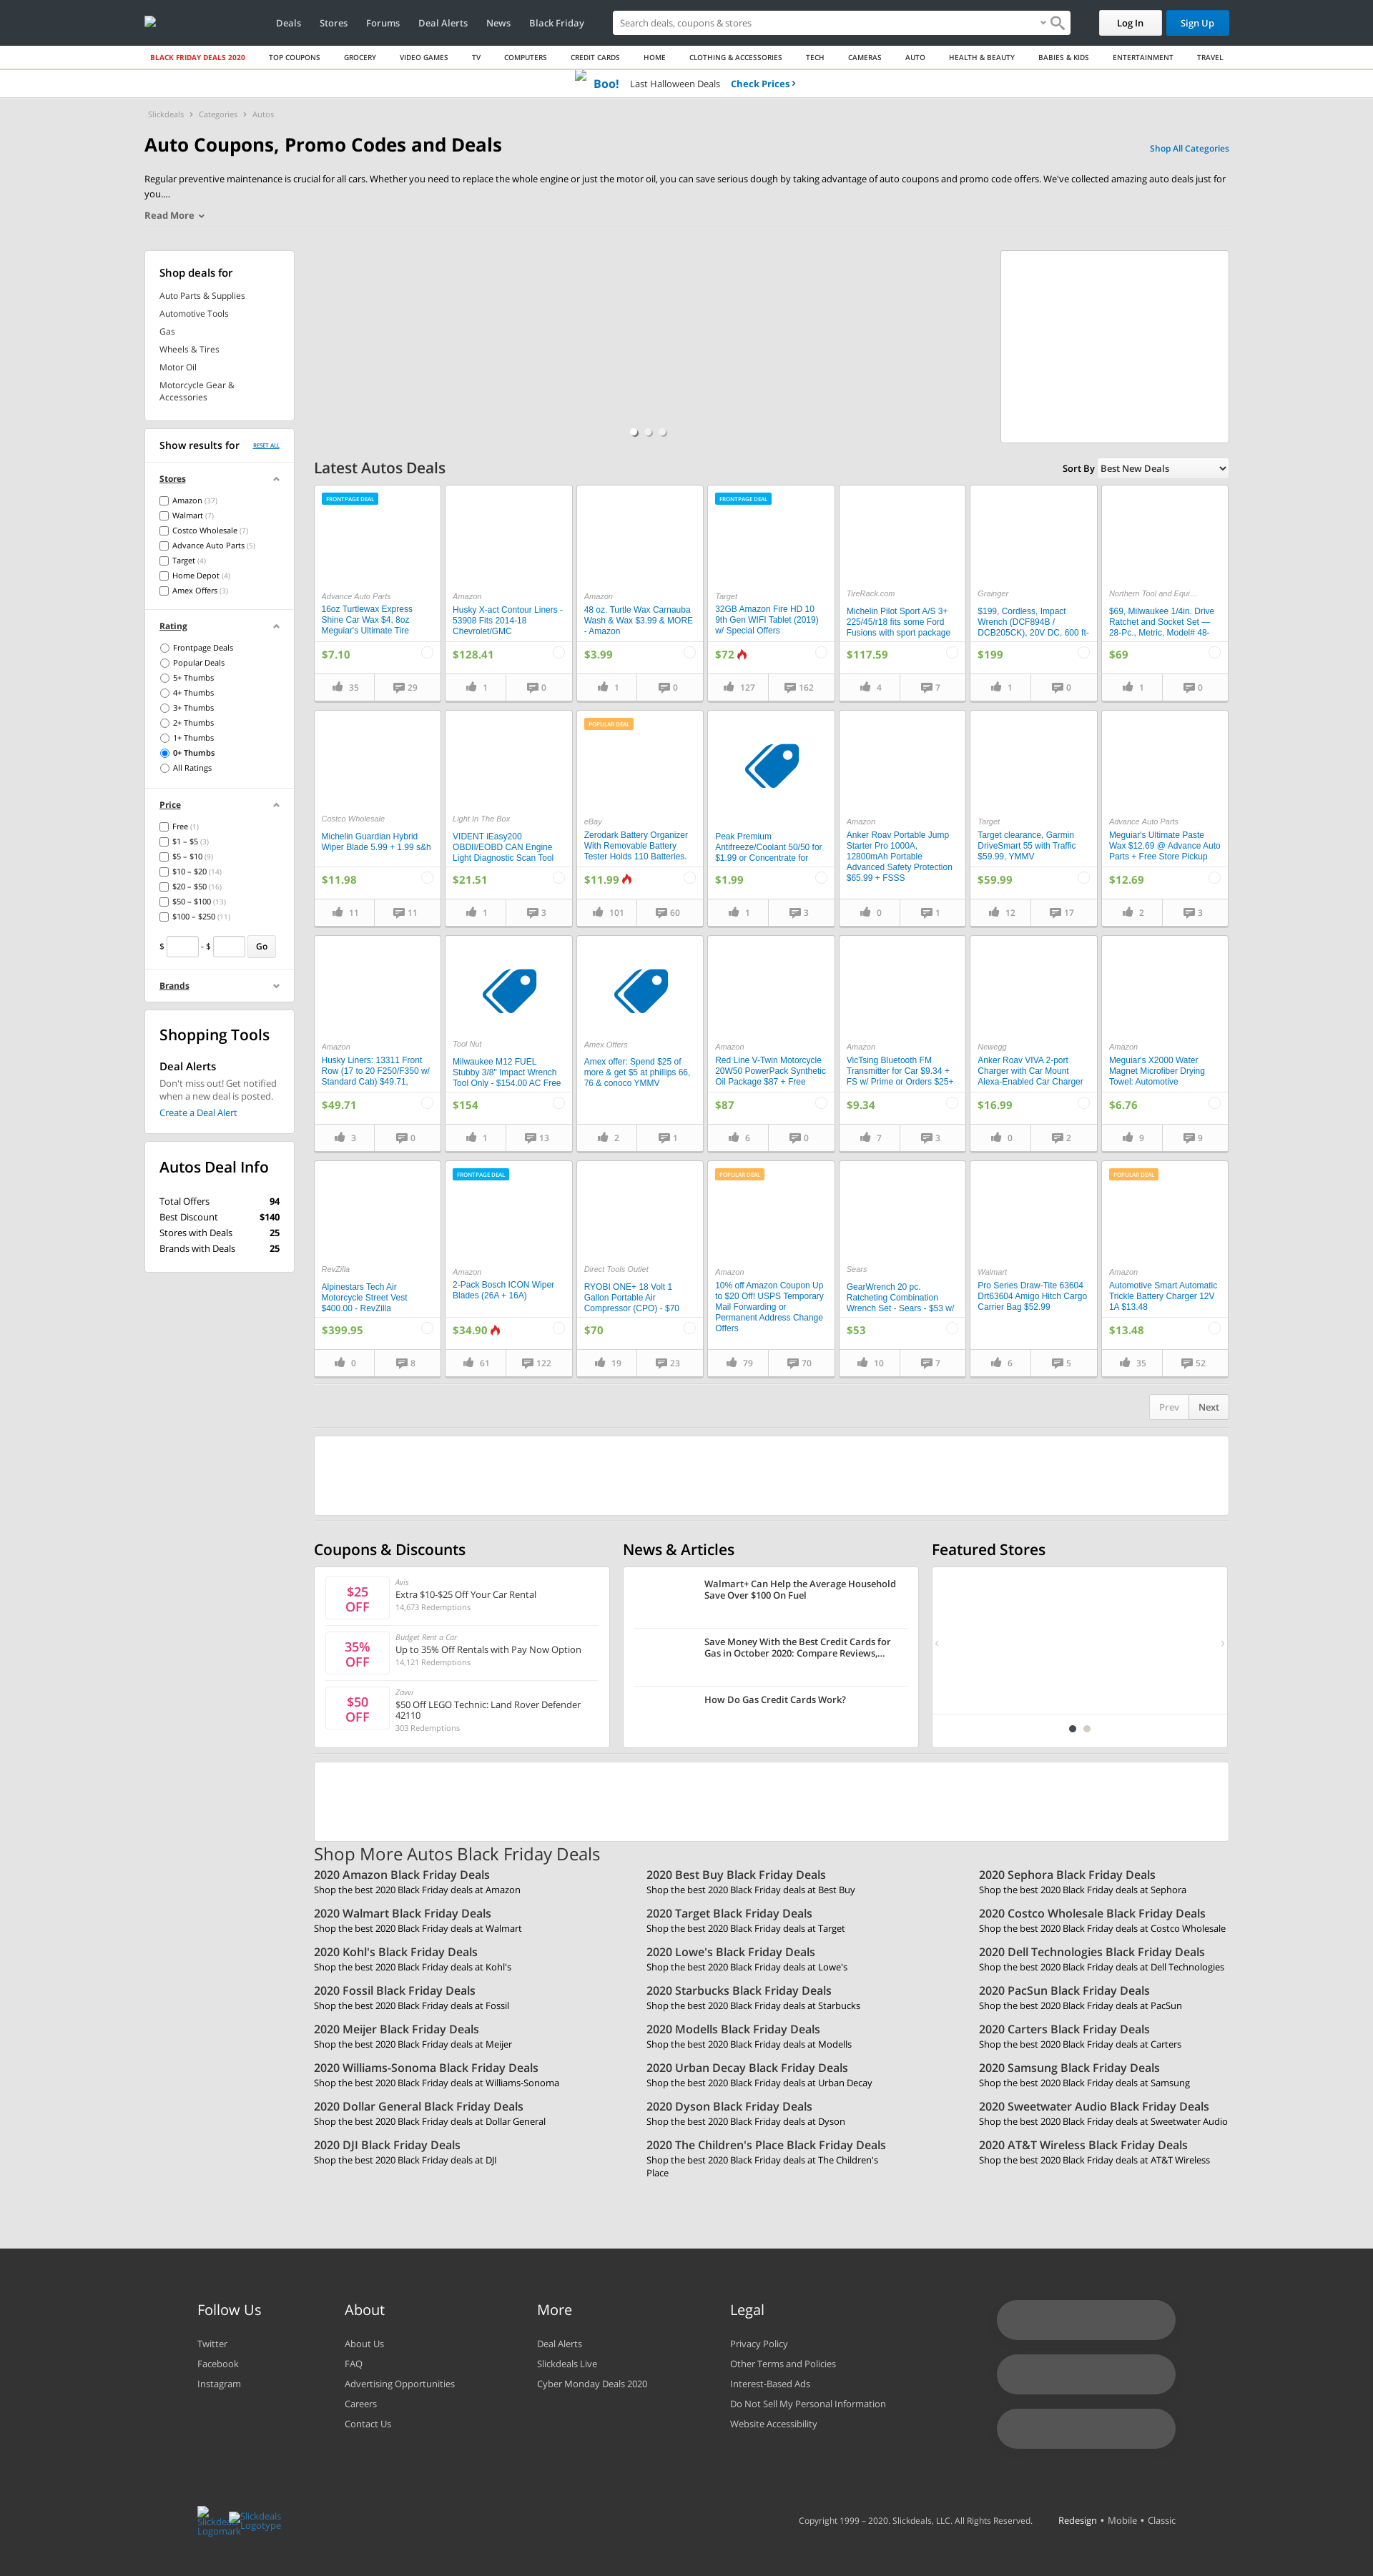 Deals Stores Forums Deal Alerts News Black Friday Search deals, coupons & stores Log In Sign Up
BLACK FRIDAY DEALS 2020 TOP COUPONS GROCERY VIDEO GAMES TV COMPUTERS CREDIT CARDS HOME CLOTHING & ACCESSORIES TECH CAMERAS AUTO HEALTH & BEAUTY BABIES & KIDS ENTERTAINMENT TRAVEL
Boo! Last Halloween Deals Check Prices ›
Slickdeals › Categories › Autos
Auto Coupons, Promo Codes and Deals
Shop All Categories
Regular preventive maintenance is crucial for all cars. Whether you need to replace the whole engine or just the motor oil, you can save serious dough by taking advantage of auto coupons and promo code offers. We've collected amazing auto deals just for
you....
Read More
Shop deals for
Auto Parts & Supplies
Automotive Tools
Gas
Wheels & Tires
Motor Oil
Motorcycle Gear &
Accessories
Show results for RESET ALL
Stores
Amazon (37)
Walmart (7)
Costco Wholesale (7)
Advance Auto Parts (5)
Target (4)
Home Depot (4)
Amex Offers (3)
Rating
Frontpage Deals
Popular Deals
5+ Thumbs
4+ Thumbs
3+ Thumbs
2+ Thumbs
1+ Thumbs
0+ Thumbs
All Ratings
Price
Free (1)
$1 – $5 (3)
$5 – $10 (9)
$10 – $20 (14)
$20 – $50 (16)
$50 – $100 (13)
$100 – $250 (11)
$ - $ Go
Brands
Shopping Tools
Deal Alerts
Don't miss out! Get notified
when a new deal is posted.
Create a Deal Alert
Autos Deal Info
Total Offers 94
Best Discount $140
Stores with Deals 25
Brands with Deals 25
Latest Autos Deals
Sort By Best New Deals
FRONTPAGE DEAL
Advance Auto Parts
16oz Turtlewax Express
Shine Car Wax $4, 8oz
Meguiar's Ultimate Tire
$7.10
35 29
Amazon
Husky X-act Contour Liners -
53908 Fits 2014-18
Chevrolet/GMC
$128.41
1 0
Amazon
48 oz. Turtle Wax Carnauba
Wash & Wax $3.99 & MORE
- Amazon
$3.99
1 0
FRONTPAGE DEAL
Target
32GB Amazon Fire HD 10
9th Gen WIFI Tablet (2019)
w/ Special Offers
$72
127 162
TireRack.com
Michelin Pilot Sport A/S 3+
225/45/r18 fits some Ford
Fusions with sport package
$117.59
4 7
Grainger
$199, Cordless, Impact
Wrench (DCF894B /
DCB205CK), 20V DC, 600 ft-
$199
1 0
Northern Tool and Equi...
$69, Milwaukee 1/4in. Drive
Ratchet and Socket Set —
28-Pc., Metric, Model# 48-
$69
1 0
Costco Wholesale
Michelin Guardian Hybrid
Wiper Blade 5.99 + 1.99 s&h
$11.98
11 11
Light In The Box
VIDENT iEasy200
OBDII/EOBD CAN Engine
Light Diagnostic Scan Tool
$21.51
1 3
POPULAR DEAL
eBay
Zerodark Battery Organizer
With Removable Battery
Tester Holds 110 Batteries.
$11.99
101 60
Peak Premium
Antifreeze/Coolant 50/50 for
$1.99 or Concentrate for
$1.99
1 3
Amazon
Anker Roav Portable Jump
Starter Pro 1000A,
12800mAh Portable
Advanced Safety Protection
$65.99 + FSSS
0 1
Target
Target clearance, Garmin
DriveSmart 55 with Traffic
$59.99, YMMV
$59.99
12 17
Advance Auto Parts
Meguiar's Ultimate Paste
Wax $12.69 @ Advance Auto
Parts + Free Store Pickup
$12.69
2 3
Amazon
Husky Liners: 13311 Front
Row (17 to 20 F250/F350 w/
Standard Cab) $49.71,
$49.71
3 0
Tool Nut
Milwaukee M12 FUEL
Stubby 3/8" Impact Wrench
Tool Only - $154.00 AC Free
$154
1 13
Amex Offers
Amex offer: Spend $25 of
more & get $5 at phillips 66,
76 & conoco YMMV
2 1
Amazon
Red Line V-Twin Motorcycle
20W50 PowerPack Synthetic
Oil Package $87 + Free
$87
6 0
Amazon
VicTsing Bluetooth FM
Transmitter for Car $9.34 +
FS w/ Prime or Orders $25+
$9.34
7 3
Newegg
Anker Roav VIVA 2-port
Charger with Car Mount
Alexa-Enabled Car Charger
$16.99
0 2
Amazon
Meguiar's X2000 Water
Magnet Microfiber Drying
Towel: Automotive
$6.76
9 9
RevZilla
Alpinestars Tech Air
Motorcycle Street Vest
$400.00 - RevZilla
$399.95
0 8
FRONTPAGE DEAL
Amazon
2-Pack Bosch ICON Wiper
Blades (26A + 16A)
$34.90
61 122
Direct Tools Outlet
RYOBI ONE+ 18 Volt 1
Gallon Portable Air
Compressor (CPO) - $70
$70
19 23
POPULAR DEAL
Amazon
10% off Amazon Coupon Up
to $20 Off! USPS Temporary
Mail Forwarding or
Permanent Address Change
Offers
79 70
Sears
GearWrench 20 pc.
Ratcheting Combination
Wrench Set - Sears - $53 w/
$53
10 7
Walmart
Pro Series Draw-Tite 63604
Drt63604 Amigo Hitch Cargo
Carrier Bag $52.99
6 5
POPULAR DEAL
Amazon
Automotive Smart Automatic
Trickle Battery Charger 12V
1A $13.48
$13.48
35 52
Prev Next
Coupons & Discounts
$25
OFF
Avis
Extra $10-$25 Off Your Car Rental
14,673 Redemptions
35%
OFF
Budget Rent a Car
Up to 35% Off Rentals with Pay Now Option
14,121 Redemptions
$50
OFF
Zavvi
$50 Off LEGO Technic: Land Rover Defender
42110
303 Redemptions
News & Articles
Walmart+ Can Help the Average Household
Save Over $100 On Fuel
Save Money With the Best Credit Cards for
Gas in October 2020: Compare Reviews,...
How Do Gas Credit Cards Work?
Featured Stores
Shop More Autos Black Friday Deals
2020 Amazon Black Friday Deals
Shop the best 2020 Black Friday deals at Amazon
2020 Best Buy Black Friday Deals
Shop the best 2020 Black Friday deals at Best Buy
2020 Sephora Black Friday Deals
Shop the best 2020 Black Friday deals at Sephora
2020 Walmart Black Friday Deals
Shop the best 2020 Black Friday deals at Walmart
2020 Target Black Friday Deals
Shop the best 2020 Black Friday deals at Target
2020 Costco Wholesale Black Friday Deals
Shop the best 2020 Black Friday deals at Costco Wholesale
2020 Kohl's Black Friday Deals
Shop the best 2020 Black Friday deals at Kohl's
2020 Lowe's Black Friday Deals
Shop the best 2020 Black Friday deals at Lowe's
2020 Dell Technologies Black Friday Deals
Shop the best 2020 Black Friday deals at Dell Technologies
2020 Fossil Black Friday Deals
Shop the best 2020 Black Friday deals at Fossil
2020 Starbucks Black Friday Deals
Shop the best 2020 Black Friday deals at Starbucks
2020 PacSun Black Friday Deals
Shop the best 2020 Black Friday deals at PacSun
2020 Meijer Black Friday Deals
Shop the best 2020 Black Friday deals at Meijer
2020 Modells Black Friday Deals
Shop the best 2020 Black Friday deals at Modells
2020 Carters Black Friday Deals
Shop the best 2020 Black Friday deals at Carters
2020 Williams-Sonoma Black Friday Deals
Shop the best 2020 Black Friday deals at Williams-Sonoma
2020 Urban Decay Black Friday Deals
Shop the best 2020 Black Friday deals at Urban Decay
2020 Samsung Black Friday Deals
Shop the best 2020 Black Friday deals at Samsung
2020 Dollar General Black Friday Deals
Shop the best 2020 Black Friday deals at Dollar General
2020 Dyson Black Friday Deals
Shop the best 2020 Black Friday deals at Dyson
2020 Sweetwater Audio Black Friday Deals
Shop the best 2020 Black Friday deals at Sweetwater Audio
2020 DJI Black Friday Deals
Shop the best 2020 Black Friday deals at DJI
2020 The Children's Place Black Friday Deals
Shop the best 2020 Black Friday deals at The Children's
Place
2020 AT&T Wireless Black Friday Deals
Shop the best 2020 Black Friday deals at AT&T Wireless
Follow Us
Twitter
Facebook
Instagram
About
About Us
FAQ
Advertising Opportunities
Careers
Contact Us
More
Deal Alerts
Slickdeals Live
Cyber Monday Deals 2020
Legal
Privacy Policy
Other Terms and Policies
Interest-Based Ads
Do Not Sell My Personal Information
Website Accessibility
Slickdeals
Logomark
Slickdeals
Logotype
Copyright 1999 – 2020. Slickdeals, LLC. All Rights Reserved. Redesign • Mobile • Classic